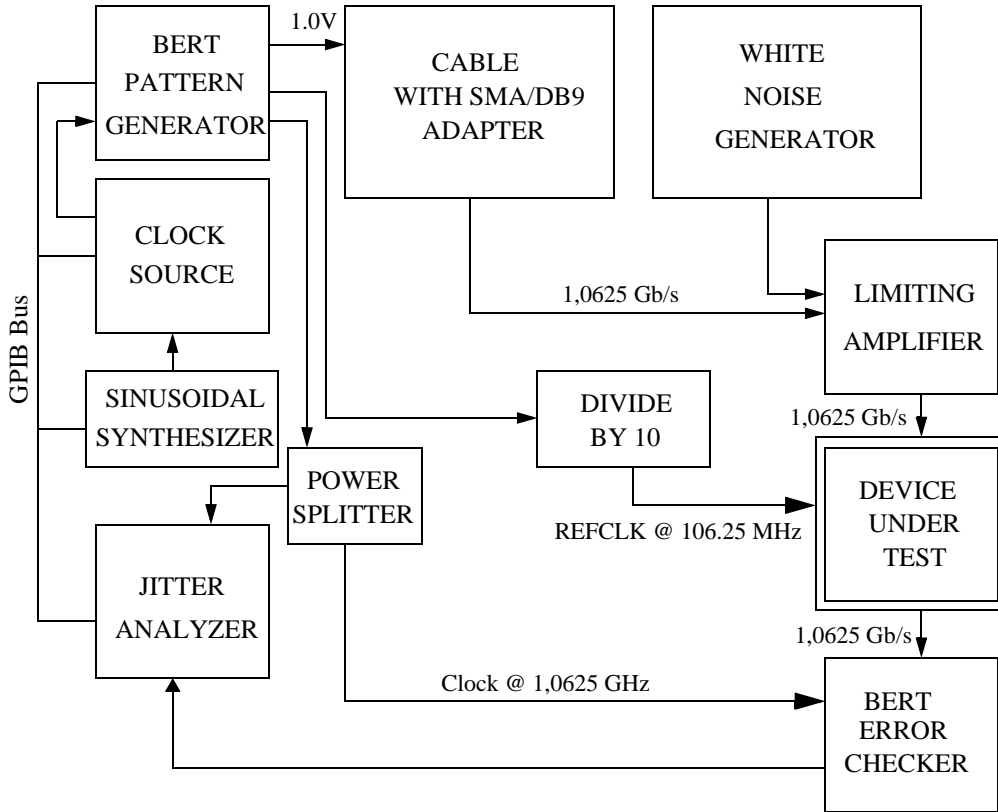 1.0V
BERT
PATTERN
GENERATOR
CABLE
WITH SMA/DB9
ADAPTER
WHITE
NOISE
GENERATOR
CLOCK
SOURCE
1,0625 Gb/s
LIMITING
AMPLIFIER
GPIB Bus
SINUSOIDAL
SYNTHESIZER
DIVIDE
BY 10
1,0625 Gb/s
POWER
SPLITTER
REFCLK @ 106.25 MHz
DEVICE
UNDER
TEST
JITTER
ANALYZER
1,0625 Gb/s
Clock @ 1,0625 GHz
BERT
ERROR
CHECKER